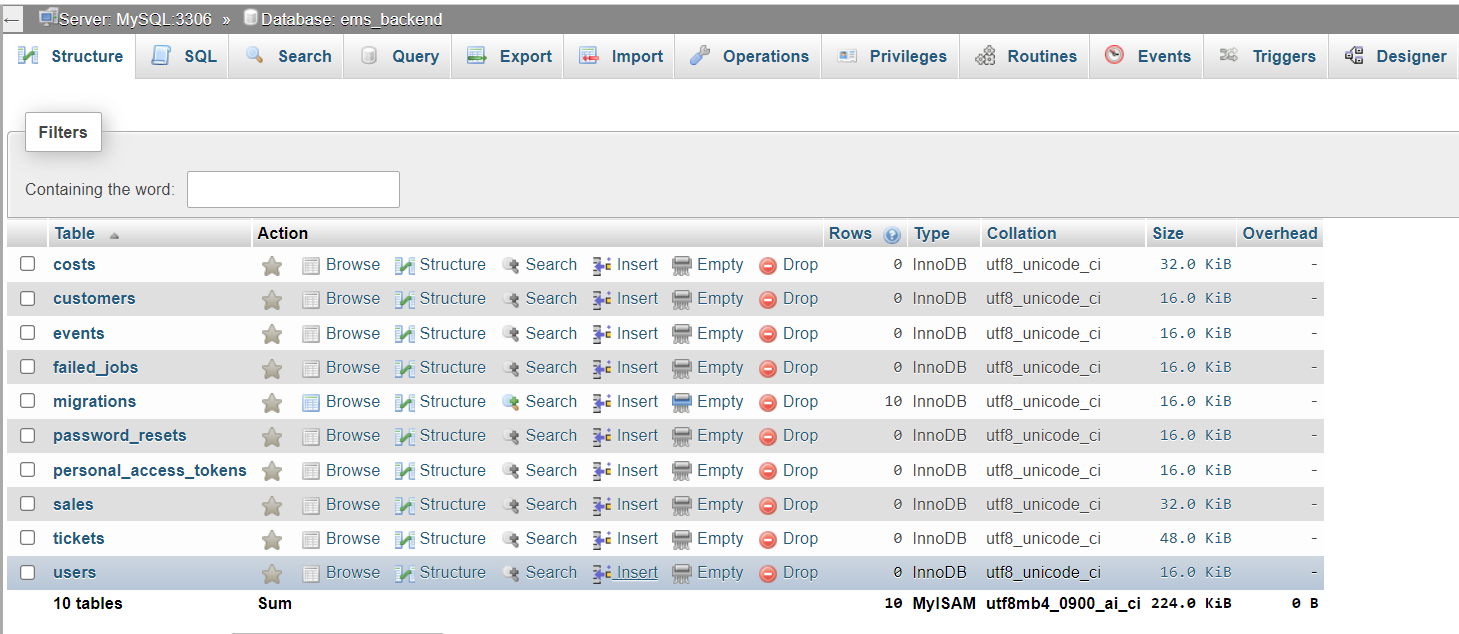 ← Server: MySQL:3306 » Database: ems_backend
Structure SQL Search Query Export Import Operations Privileges Routines Events Triggers Designer
Filters
Containing the word:
Table Action Rows Type Collation Size Overhead
costs Browse Structure Search Insert Empty Drop 0 InnoDB utf8_unicode_ci 32.0 KiB -
customers Browse Structure Search Insert Empty Drop 0 InnoDB utf8_unicode_ci 16.0 KiB -
events Browse Structure Search Insert Empty Drop 0 InnoDB utf8_unicode_ci 16.0 KiB -
failed_jobs Browse Structure Search Insert Empty Drop 0 InnoDB utf8_unicode_ci 16.0 KiB -
migrations Browse Structure Search Insert Empty Drop 10 InnoDB utf8_unicode_ci 16.0 KiB -
password_resets Browse Structure Search Insert Empty Drop 0 InnoDB utf8_unicode_ci 16.0 KiB -
personal_access_tokens Browse Structure Search Insert Empty Drop 0 InnoDB utf8_unicode_ci 16.0 KiB -
sales Browse Structure Search Insert Empty Drop 0 InnoDB utf8_unicode_ci 32.0 KiB -
tickets Browse Structure Search Insert Empty Drop 0 InnoDB utf8_unicode_ci 48.0 KiB -
users Browse Structure Search Insert Empty Drop 0 InnoDB utf8_unicode_ci 16.0 KiB -
10 tables Sum 10 MyISAM utf8mb4_0900_ai_ci 224.0 KiB 0 B